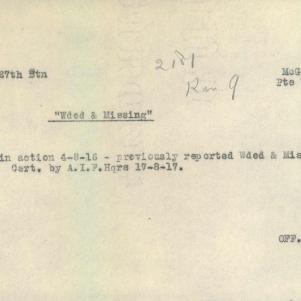 27th Btn
2181
McG
Pte
Rm 9
"Wded & Missing"
in action 4-8-16 - previously reported Wded & Mis
Cert. by A.I.F.Hqrs 17-8-17.
OFF.